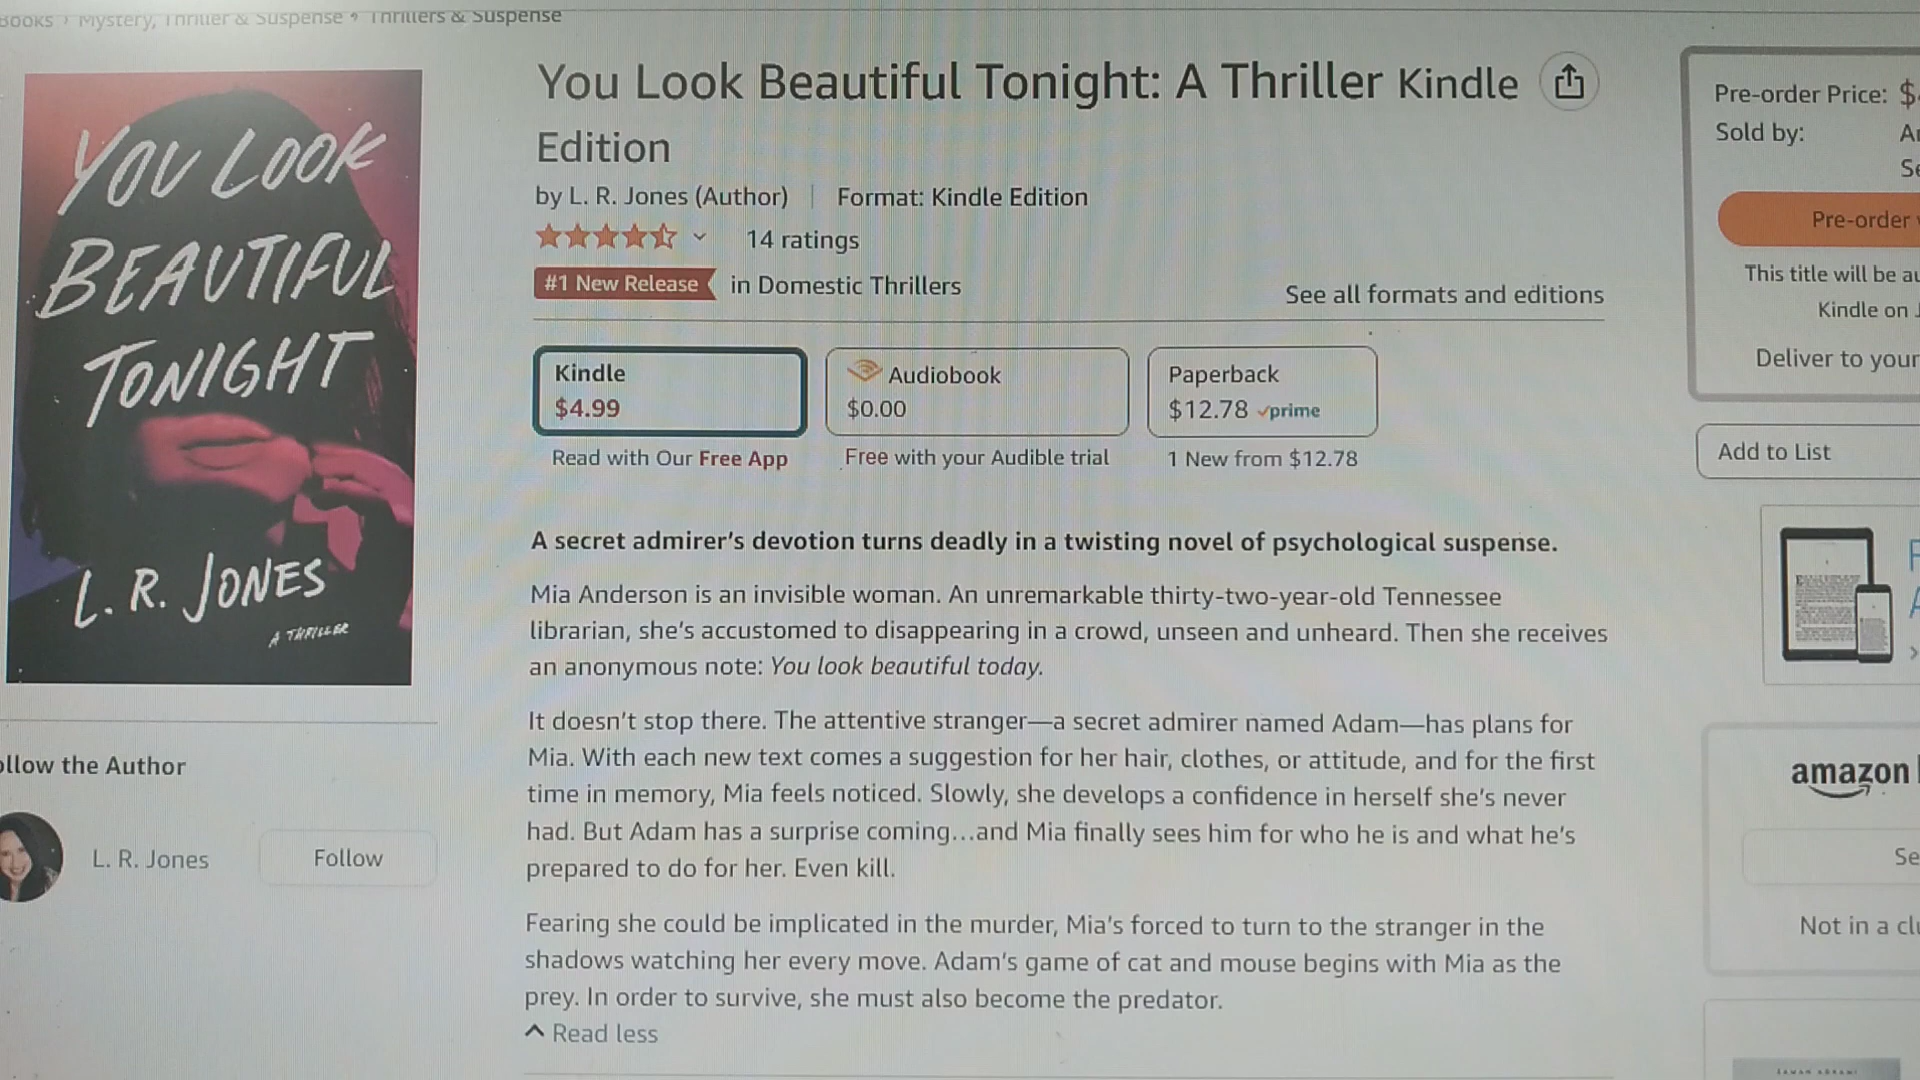 Books › Mystery, Thriller & Suspense › Thrillers & Suspense
YOU LOOK
BEAUTIFUL
TONIGHT
L. R. JONES
A THRILLER
Follow the Author
L. R. Jones
Follow
You Look Beautiful Tonight: A Thriller Kindle
Edition
by L. R. Jones (Author) | Format: Kindle Edition
14 ratings
#1 New Release in Domestic Thrillers
See all formats and editions
Kindle
$4.99
Read with Our Free App
Audiobook
$0.00
Free with your Audible trial
Paperback
$12.78 prime
1 New from $12.78
A secret admirer's devotion turns deadly in a twisting novel of psychological suspense.
Mia Anderson is an invisible woman. An unremarkable thirty-two-year-old Tennessee
librarian, she's accustomed to disappearing in a crowd, unseen and unheard. Then she receives
an anonymous note: You look beautiful today.
It doesn't stop there. The attentive stranger—a secret admirer named Adam—has plans for
Mia. With each new text comes a suggestion for her hair, clothes, or attitude, and for the first
time in memory, Mia feels noticed. Slowly, she develops a confidence in herself she's never
had. But Adam has a surprise coming…and Mia finally sees him for who he is and what he's
prepared to do for her. Even kill.
Fearing she could be implicated in the murder, Mia's forced to turn to the stranger in the
shadows watching her every move. Adam's game of cat and mouse begins with Mia as the
prey. In order to survive, she must also become the predator.
Read less
Pre-order Price: $
Sold by:
Pre-order
This title will be au
Kindle on J
Deliver to your
Add to List
amazon
Se
Not in a clu